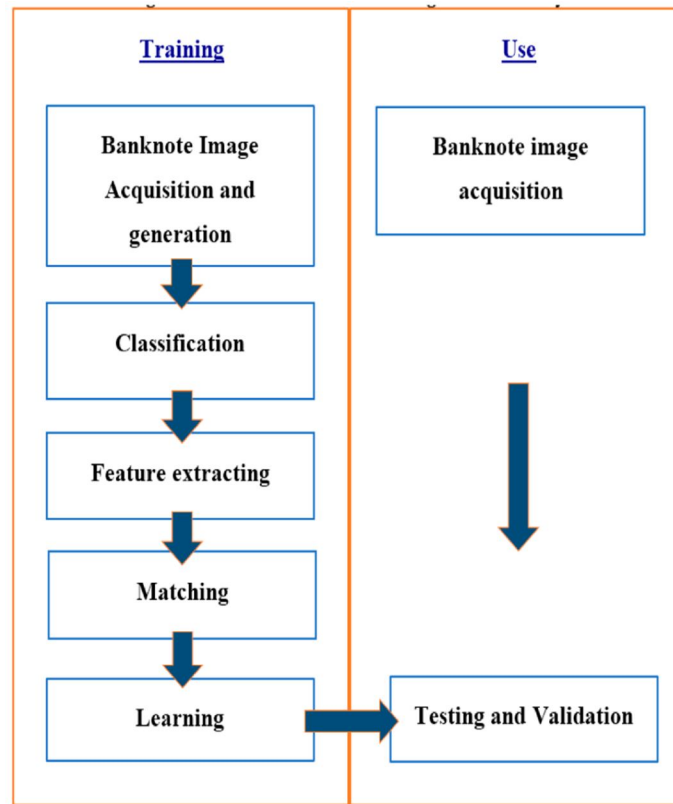 Training
Banknote Image
Acquisition and
generation
Classification
Feature extracting
Matching
Learning
Use
Banknote image
acquisition
Testing and Validation